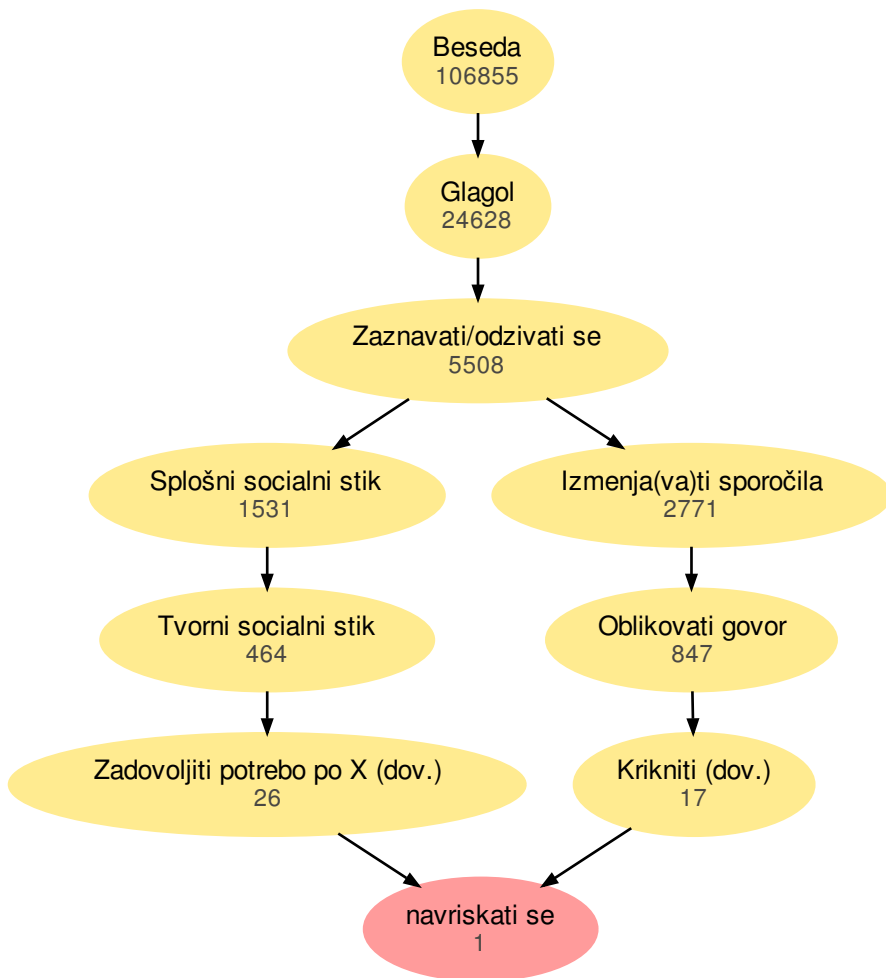 Beseda
106855
Glagol
24628
Zaznavati/odzivati se
5508
Splošni socialni stik
1531
Izmenja(va)ti sporočila
2771
Tvorni socialni stik
464
Oblikovati govor
847
Zadovoljiti potrebo po X (dov.)
26
Krikniti (dov.)
17
navriskati se
1